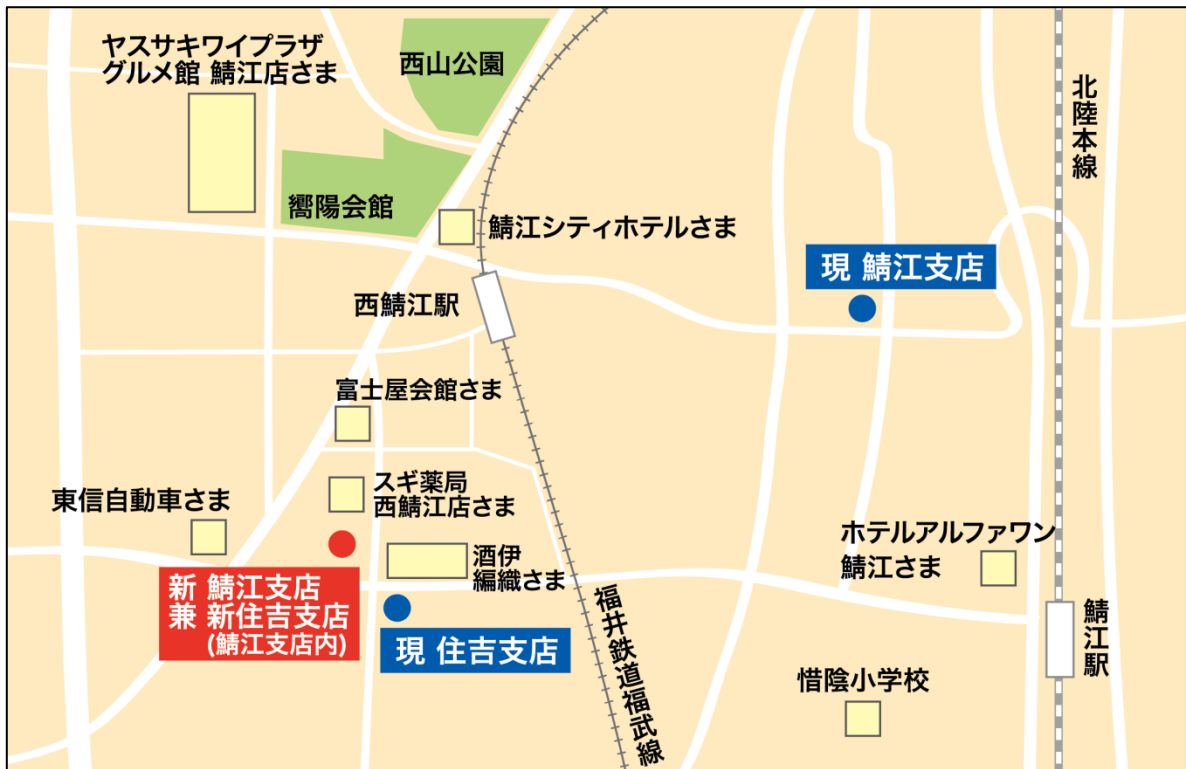 ヤスサキワイプラザ
グルメ館 鯖江店さま
西山公園
北陸本線
嚮陽会館
鯖江シティホテルさま
現 鯖江支店
西鯖江駅
富士屋会館さま
スギ薬局
西鯖江店さま
東信自動車さま
酒伊
編織さま
ホテルアルファワン
鯖江さま
新 鯖江支店
兼 新住吉支店
(鯖江支店内)
現 住吉支店
福井鉄道福武線
鯖江駅
惜陰小学校